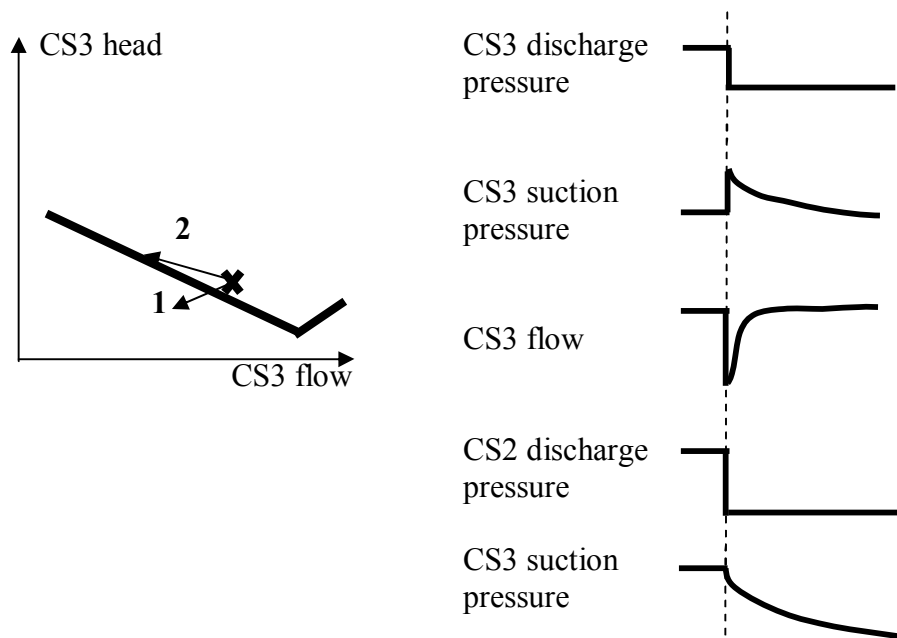 CS3 head
2
1
CS3 flow
CS3 discharge
pressure
CS3 suction
pressure
CS3 flow
CS2 discharge
pressure
CS3 suction
pressure